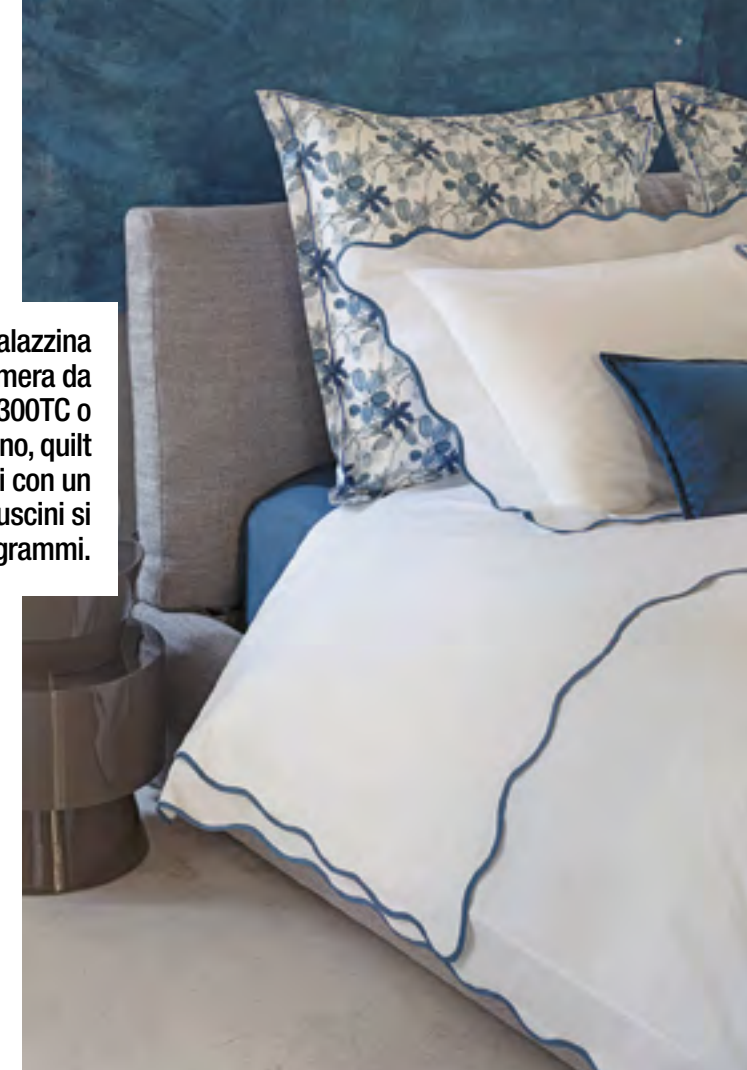 alazzina
mera da
300TC o
no, quilt
i con un
uscini si
grammi.